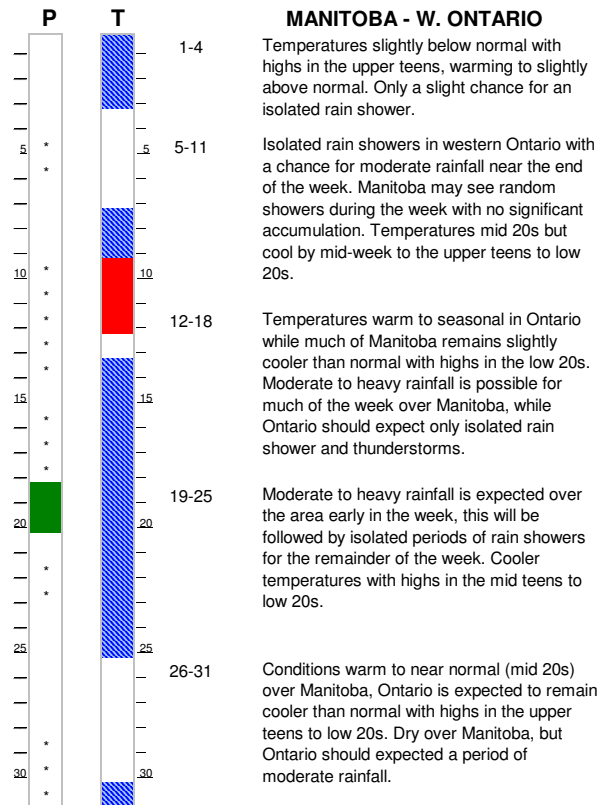 P T MANITOBA - W. ONTARIO
1-4
Temperatures slightly below normal with
highs in the upper teens, warming to slightly
above normal. Only a slight chance for an
isolated rain shower.
5 * 5
*
5-11
Isolated rain showers in western Ontario with
a chance for moderate rainfall near the end
of the week. Manitoba may see random
showers during the week with no significant
accumulation. Temperatures mid 20s but
cool by mid-week to the upper teens to low
20s.
*
10 * 10
*
*
*
12-18
Temperatures warm to seasonal in Ontario
while much of Manitoba remains slightly
cooler than normal with highs in the low 20s.
Moderate to heavy rainfall is possible for
much of the week over Manitoba, while
Ontario should expect only isolated rain
shower and thunderstorms.
15 15
*
*
*
19-25
Moderate to heavy rainfall is expected over
the area early in the week, this will be
followed by isolated periods of rain showers
for the remainder of the week. Cooler
temperatures with highs in the mid teens to
low 20s.
20 20
*
*
25 25
26-31
Conditions warm to near normal (mid 20s)
over Manitoba, Ontario is expected to remain
cooler than normal with highs in the upper
teens to low 20s. Dry over Manitoba, but
Ontario should expected a period of
moderate rainfall.
*
30 * 30
*